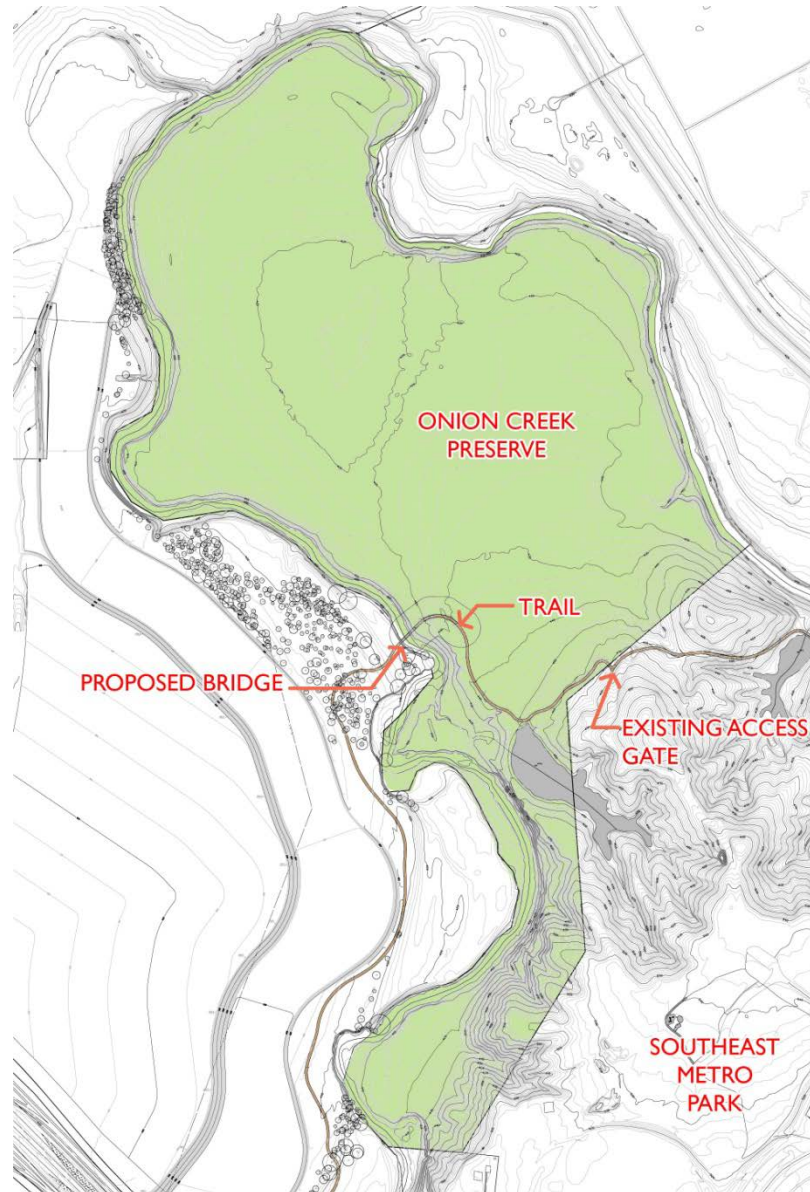 ONION CREEK
PRESERVE
TRAIL
PROPOSED BRIDGE
EXISTING ACCESS
GATE
SOUTHEAST
METRO
PARK